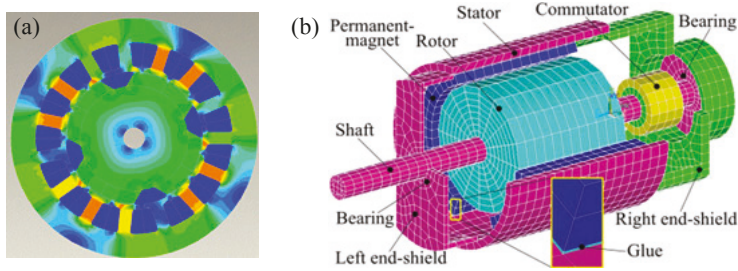 (a)
(b)
Permanent-
magnet
Rotor
Stator
Commutator
Bearing
Shaft
Bearing
Left end-shield
Right end-shield
Glue